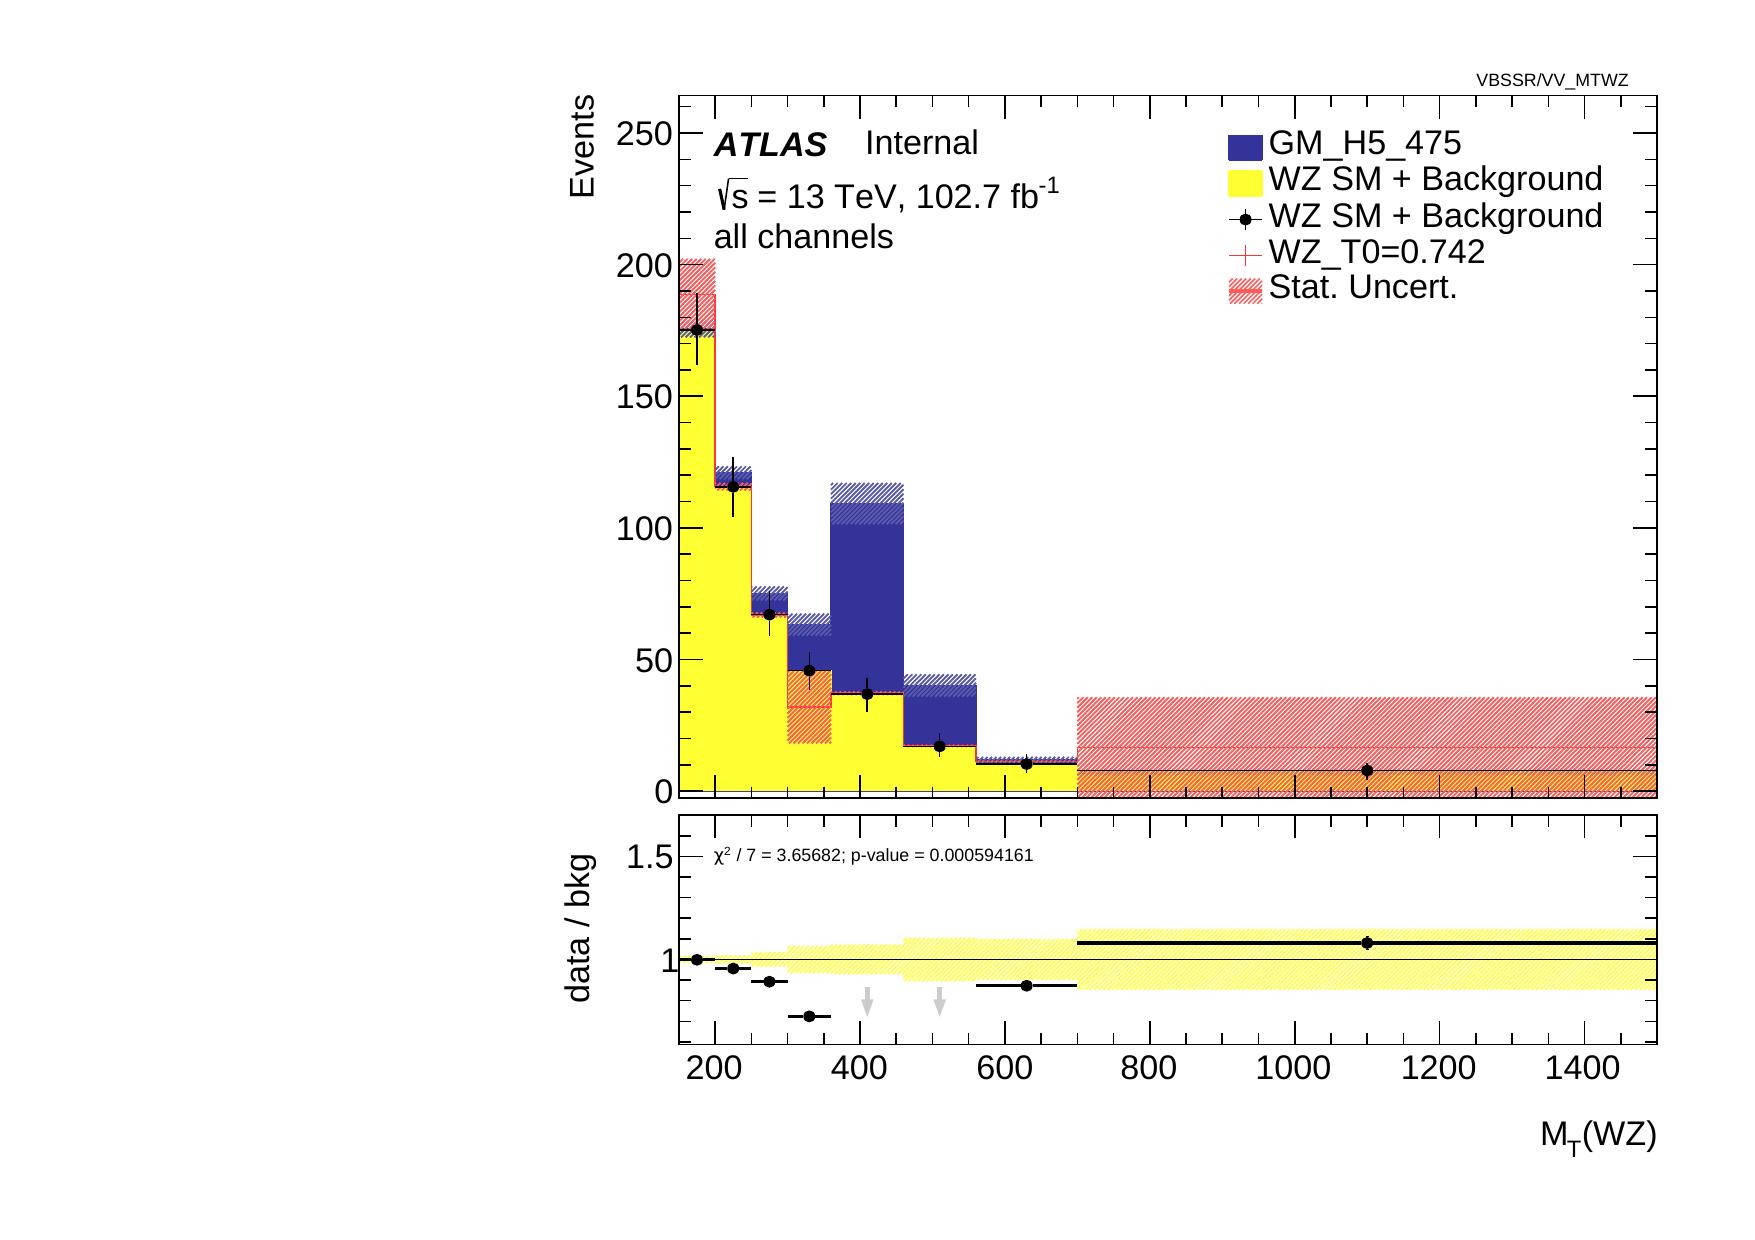 VBSSR/VV_MTWZ
Events
250
200
150
100
50
0
ATLAS Internal
√s = 13 TeV, 102.7 fb-1
all channels
GM_H5_475
WZ SM + Background
WZ SM + Background
WZ_T0=0.742
Stat. Uncert.
data / bkg
1.5
1
χ2 / 7 = 3.65682; p-value = 0.000594161
200 400 600 800 1000 1200 1400
MT(WZ)